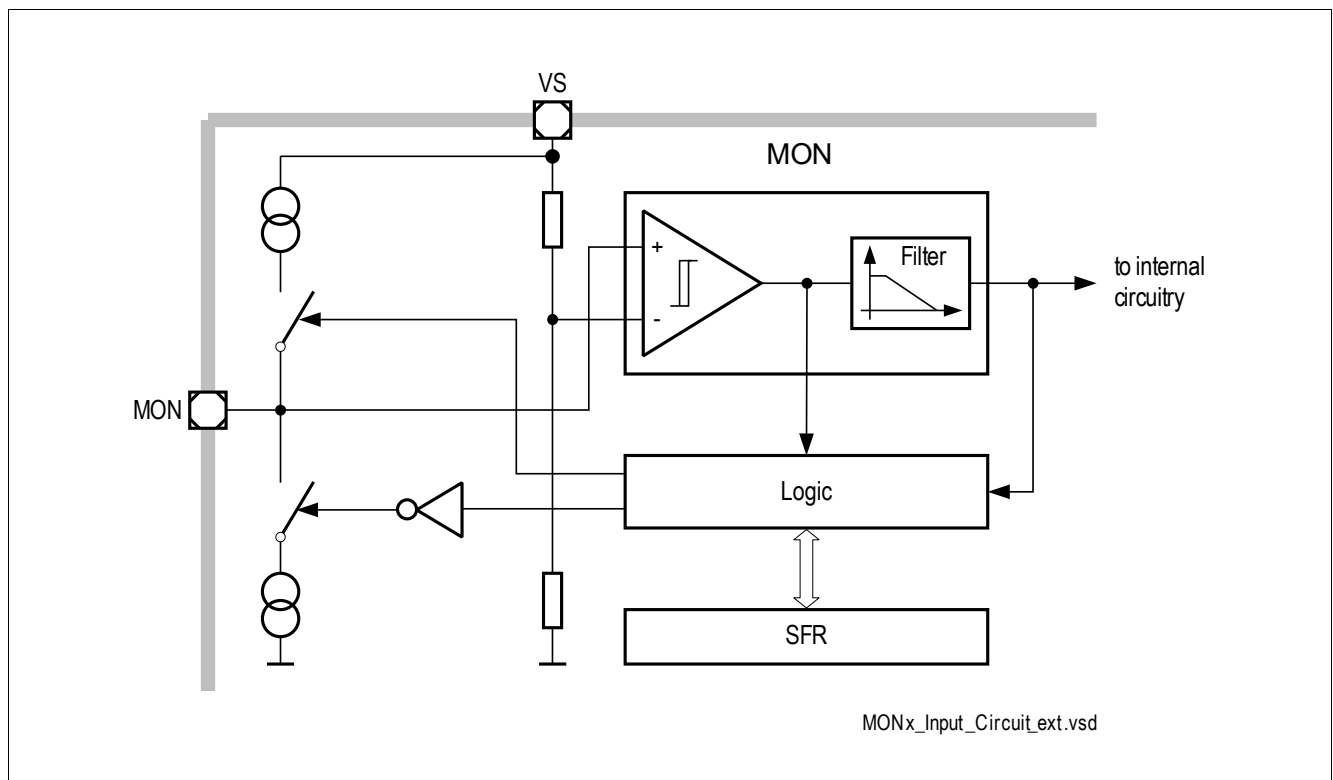 VS
MON
+
-
Filter
to internal
circuitry
MON
Logic
SFR
MONx_Input_Circuit_ext.vsd